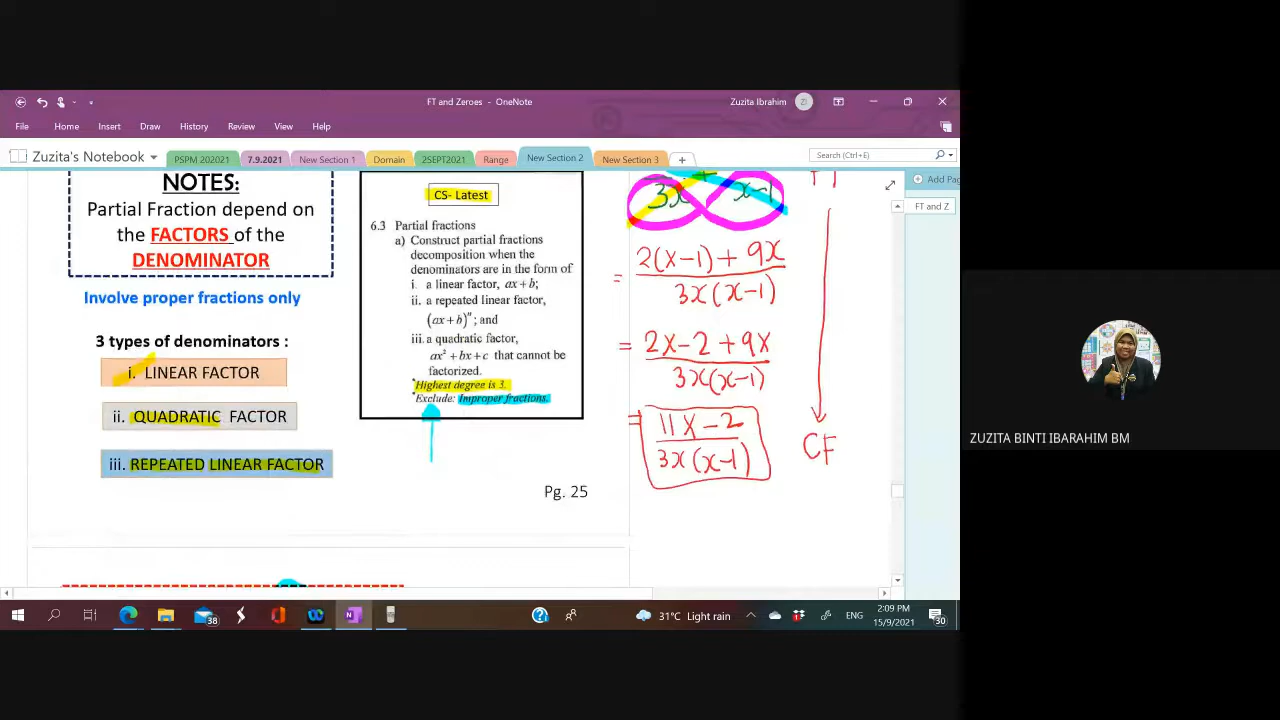 FT and Zeroes - OneNote
Zuzita Ibrahim
ZI
File Home Insert Draw History Review View Help
Zuzita's Notebook
PSPM 202021
7.9.2021
New Section 1
Domain
2SEPT2021
Range
New Section 2
New Section 3
+
Search (Ctrl+E)
Add Pag
FT and Z
NOTES:
Partial Fraction depend on
the FACTORS of the
DENOMINATOR
Involve proper fractions only
3 types of denominators :
i. LINEAR FACTOR
ii. QUADRATIC FACTOR
iii. REPEATED LINEAR FACTOR
CS- Latest
6.3 Partial fractions
a) Construct partial fractions
decomposition when the
denominators are in the form of
i. a linear factor, ax+b;
ii. a repeated linear factor,
(ax+b)ⁿ; and
iii. a quadratic factor,
ax²+bx+c that cannot be
factorized.
*Highest degree is 3.
*Exclude: Improper fractions.
Pg. 25
3x x-1
= 2(x-1) + 9x
3x(x-1)
= 2x-2+9x
3x(x-1)
= 11x-2
3x(x-1)
CF
ZUZITA BINTI IBARAHIM BM
38
31°C Light rain
ENG
2:09 PM
15/9/2021
30